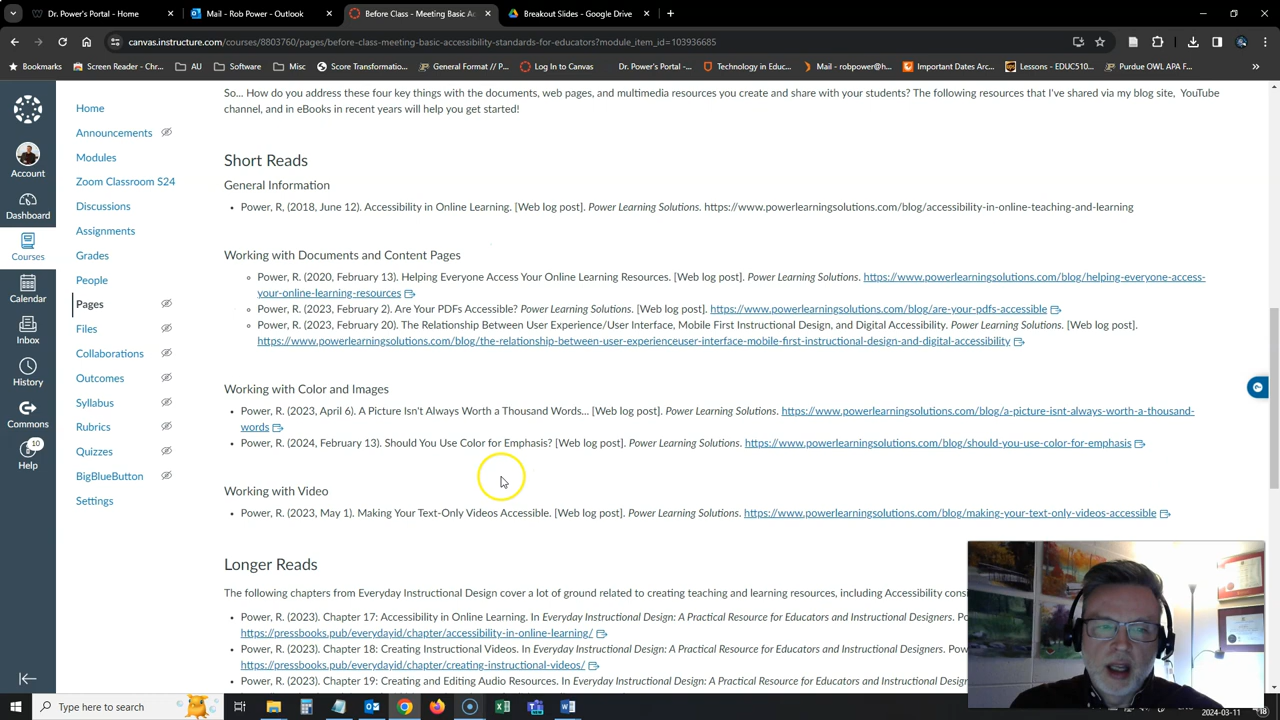 Dr. Power's Portal - Home
Mail - Rob Power - Outlook
Before Class - Meeting Basic Ac
Breakout Slides - Google Drive
canvas.instructure.com/courses/8803760/pages/before-class-meeting-basic-accessibility-standards-for-educators?module_item_id=103936685
Bookmarks
Screen Reader - Chro...
AU
Software
Misc
Score Transformatio...
General Format // P...
Log In to Canvas
Dr. Power's Portal -...
Technology in Educ...
Mail - robpower@h...
Important Dates Ar...
Lessons - EDUC510...
Purdue OWL APA F...
Account
Dashboard
Courses
Calendar
Inbox
History
Commons
10
Help
Home
Announcements
Modules
Zoom Classroom S24
Discussions
Assignments
Grades
People
Pages
Files
Collaborations
Outcomes
Syllabus
Rubrics
Quizzes
BigBlueButton
Settings
So... How do you address these four key things with the documents, web pages, and multimedia resources you create and share with your students? The following resources that I've shared via my blog site, YouTube
channel, and in eBooks in recent years will help you get started!
Short Reads
General Information
Power, R. (2018, June 12). Accessibility in Online Learning. [Web log post]. Power Learning Solutions. https://www.powerlearningsolutions.com/blog/accessibility-in-online-teaching-and-learning
Working with Documents and Content Pages
Power, R. (2020, February 13). Helping Everyone Access Your Online Learning Resources. [Web log post]. Power Learning Solutions. https://www.powerlearningsolutions.com/blog/helping-everyone-access-
your-online-learning-resources
Power, R. (2023, February 2). Are Your PDFs Accessible? Power Learning Solutions. [Web log post]. https://www.powerlearningsolutions.com/blog/are-your-pdfs-accessible
Power, R. (2023, February 20). The Relationship Between User Experience/User Interface, Mobile First Instructional Design, and Digital Accessibility. Power Learning Solutions. [Web log post].
https://www.powerlearningsolutions.com/blog/the-relationship-between-user-experienceuser-interface-mobile-first-instructional-design-and-digital-accessibility
Working with Color and Images
Power, R. (2023, April 6). A Picture Isn't Always Worth a Thousand Words... [Web log post]. Power Learning Solutions. https://www.powerlearningsolutions.com/blog/a-picture-isnt-always-worth-a-thousand-
words
Power, R. (2024, February 13). Should You Use Color for Emphasis? [Web log post]. Power Learning Solutions. https://www.powerlearningsolutions.com/blog/should-you-use-color-for-emphasis
Working with Video
Power, R. (2023, May 1). Making Your Text-Only Videos Accessible. [Web log post]. Power Learning Solutions. https://www.powerlearningsolutions.com/blog/making-your-text-only-videos-accessible
Longer Reads
The following chapters from Everyday Instructional Design cover a lot of ground related to creating teaching and learning resources, including Accessibility consi
Power, R. (2023). Chapter 17: Accessibility in Online Learning. In Everyday Instructional Design: A Practical Resource for Educators and Instructional Designers. Po
https://pressbooks.pub/everydayid/chapter/accessibility-in-online-learning/
Power, R. (2023). Chapter 18: Creating Instructional Videos. In Everyday Instructional Design: A Practical Resource for Educators and Instructional Designers. Pow
https://pressbooks.pub/everydayid/chapter/creating-instructional-videos/
Power, R. (2023). Chapter 19: Creating and Editing Audio Resources. In Everyday Instructional Design: A Practical Resource for Educators and Instructional Design
Type here to search
2024-03-11
18